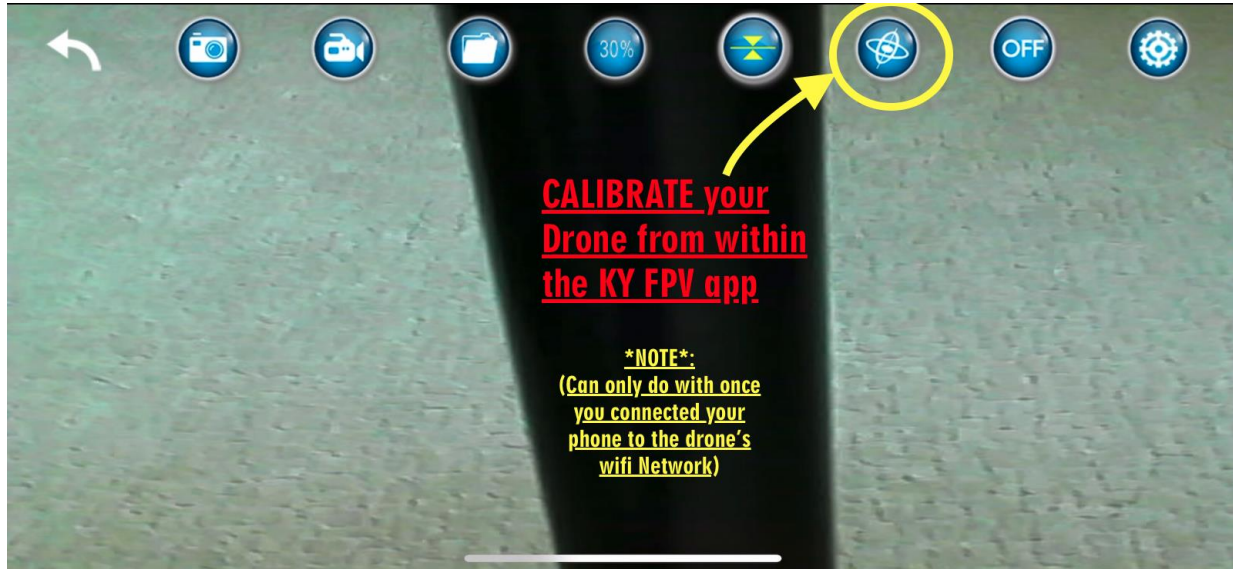 30%
OFF
CALIBRATE your
Drone from within
the KY FPV app
*NOTE*:
(Can only do with once
you connected your
phone to the drone's
wifi Network)